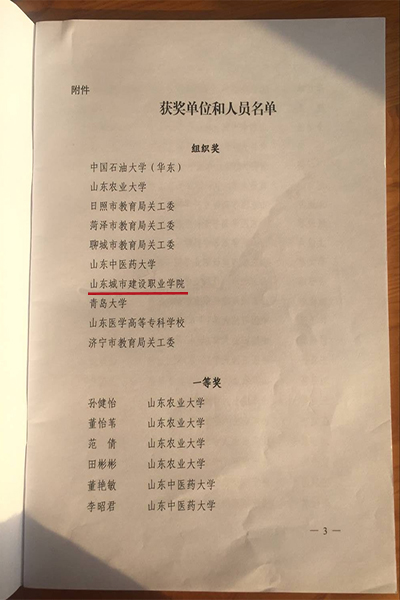 附件
获奖单位和人员名单
组织奖
中国石油大学（华东）
山东农业大学
日照市教育局关工委
菏泽市教育局关工委
聊城市教育局关工委
山东中医药大学
山东城市建设职业学院
青岛大学
山东医学高等专科学校
济宁市教育局关工委
一等奖
孙健怡 山东农业大学
董怡苇 山东农业大学
范 倩 山东农业大学
田彬彬 山东农业大学
董艳敏 山东中医药大学
李昭君 山东中医药大学
— 3 —